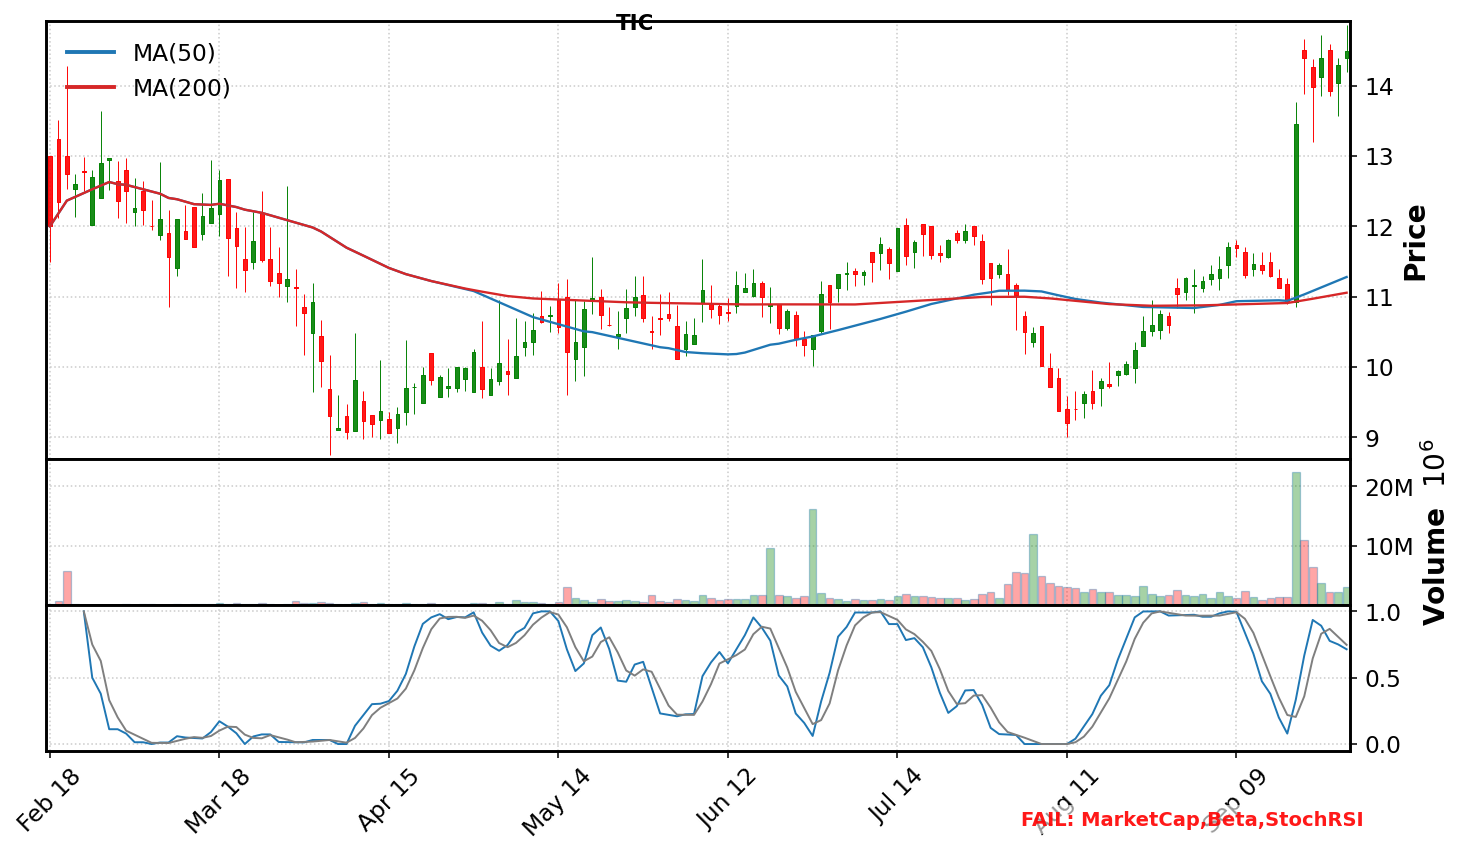 TIC
MA(50)
MA(200)
14
13
12
11
10
9
Price
20M
10M
Volume 10^6
1.0
0.5
0.0
Feb 18
Mar 18
Apr 15
May 14
Jun 12
Jul 14
Aug 11
Sep 09
FAIL: MarketCap,Beta,StochRSI